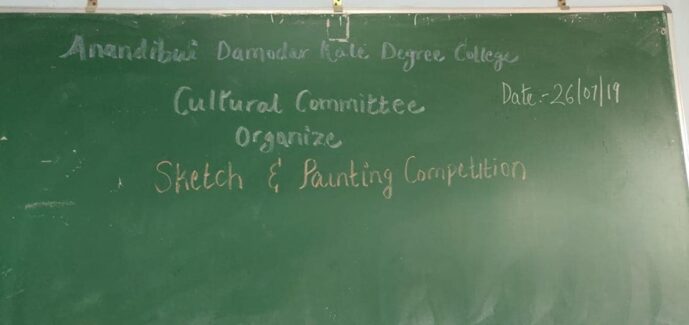 Anandibai Damodar Kale Degree College
Date:- 26/07/19
Cultural Committee
Organize
Sketch & Painting Competition